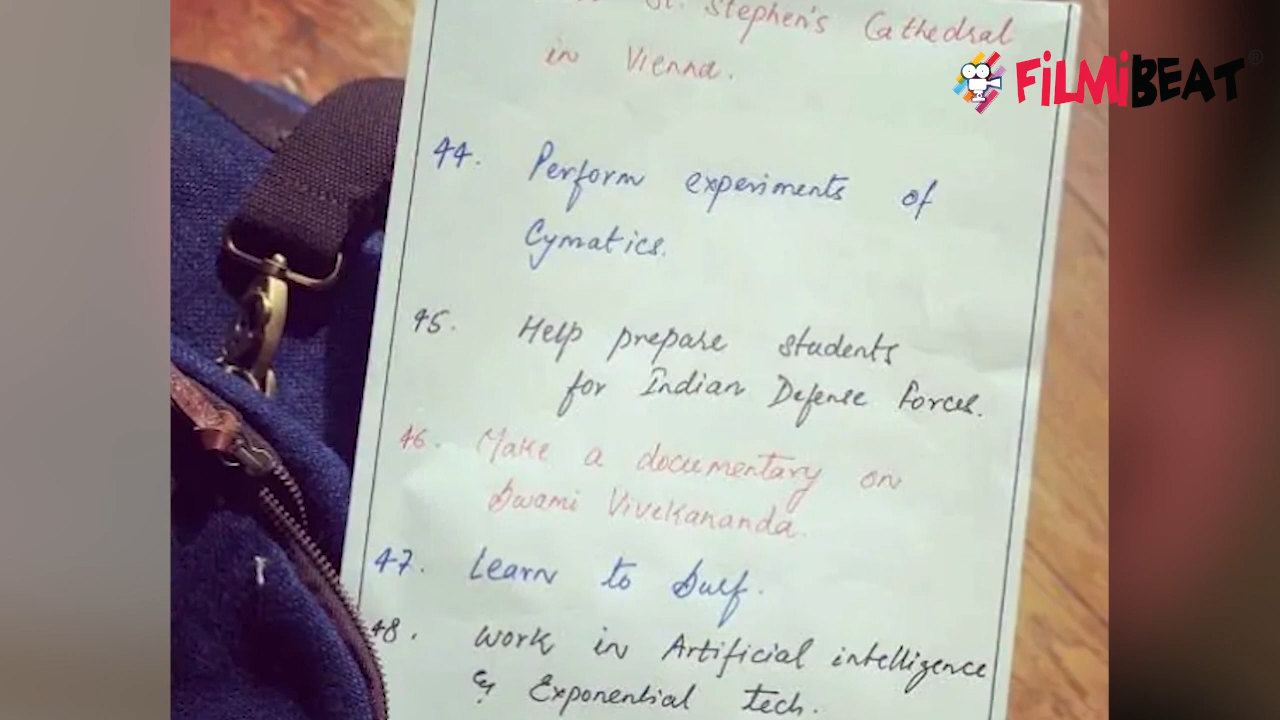 St. Stephen's Cathedral
in Vienna.
FiLMiBEAT®
44. Perform experiments of
Cymatics.
45. Help prepare students
for Indian Defense Forces.
46. Make a documentary on
Swami Vivekananda.
47. Learn to Surf.
48. Work in Artificial intelligence
& Exponential tech.